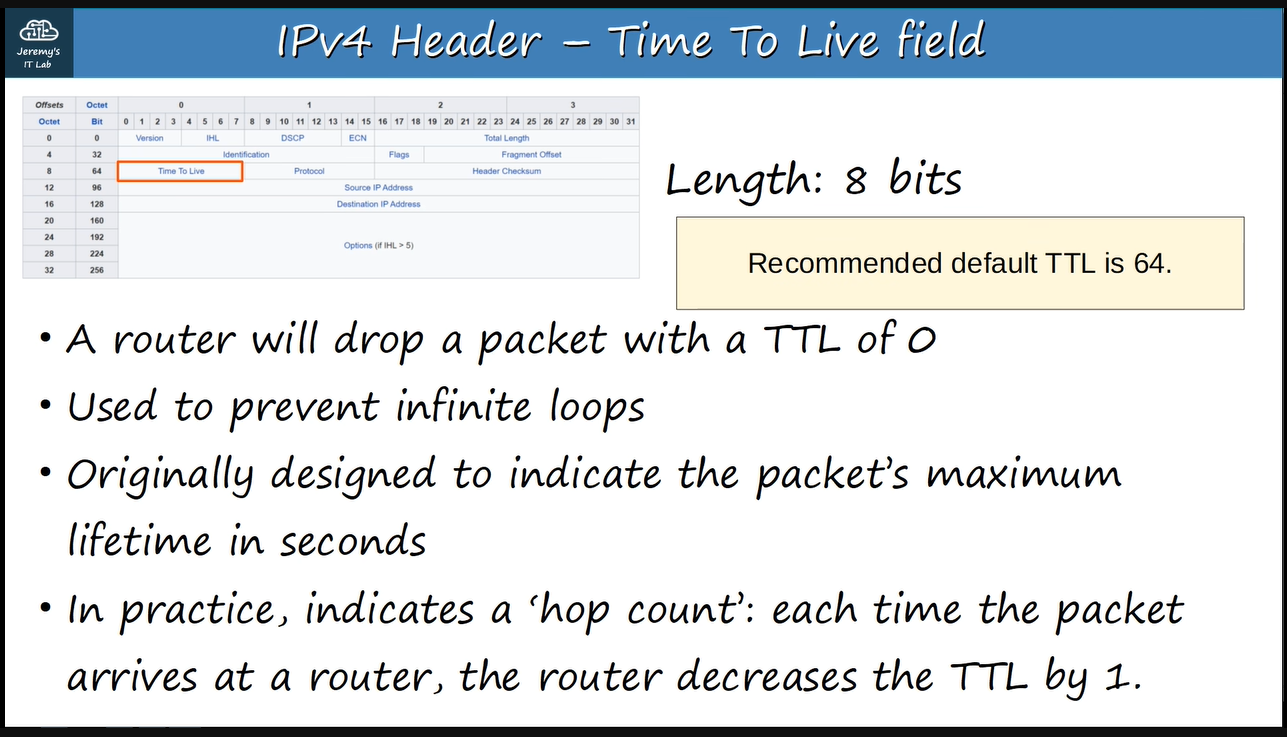 Jeremy's
IT Lab
IPv4 Header – Time To Live field
Offsets Octet 0 1 2 3
Octet Bit 0 1 2 3 4 5 6 7 8 9 10 11 12 13 14 15 16 17 18 19 20 21 22 23 24 25 26 27 28 29 30 31
0 0 Version IHL DSCP ECN Total Length
4 32 Identification Flags Fragment Offset
8 64 Time To Live Protocol Header Checksum
12 96 Source IP Address
16 128 Destination IP Address
20 160
24 192
Options (if IHL > 5)
28 224
32 256
Length: 8 bits
Recommended default TTL is 64.
• A router will drop a packet with a TTL of 0
• Used to prevent infinite loops
• Originally designed to indicate the packet’s maximum
lifetime in seconds
• In practice, indicates a ‘hop count’: each time the packet
arrives at a router, the router decreases the TTL by 1.